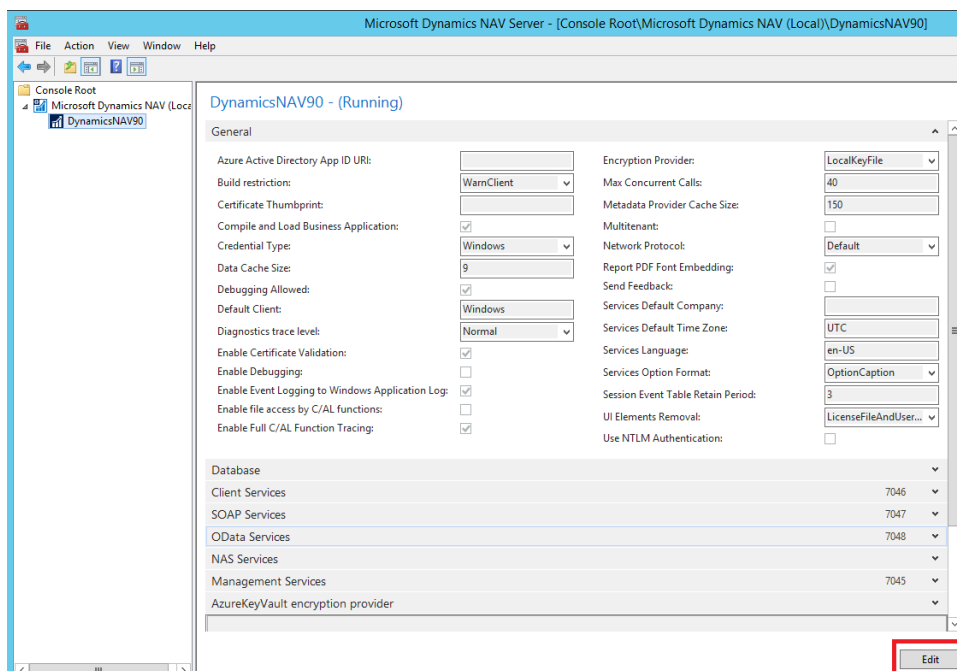 Microsoft Dynamics NAV Server - [Console Root\Microsoft Dynamics NAV (Local)\DynamicsNAV90]
File Action View Window Help
Console Root
Microsoft Dynamics NAV (Loca
DynamicsNAV90
DynamicsNAV90 - (Running)
General
Azure Active Directory App ID URI:
Build restriction: WarnClient
Certificate Thumbprint:
Compile and Load Business Application:
Credential Type: Windows
Data Cache Size: 9
Debugging Allowed:
Default Client: Windows
Diagnostics trace level: Normal
Enable Certificate Validation:
Enable Debugging:
Enable Event Logging to Windows Application Log:
Enable file access by C/AL functions:
Enable Full C/AL Function Tracing:
Encryption Provider: LocalKeyFile
Max Concurrent Calls: 40
Metadata Provider Cache Size: 150
Multitenant:
Network Protocol: Default
Report PDF Font Embedding:
Send Feedback:
Services Default Company:
Services Default Time Zone: UTC
Services Language: en-US
Services Option Format: OptionCaption
Session Event Table Retain Period: 3
UI Elements Removal: LicenseFileAndUser...
Use NTLM Authentication:
Database
Client Services 7046
SOAP Services 7047
OData Services 7048
NAS Services
Management Services 7045
AzureKeyVault encryption provider
Edit